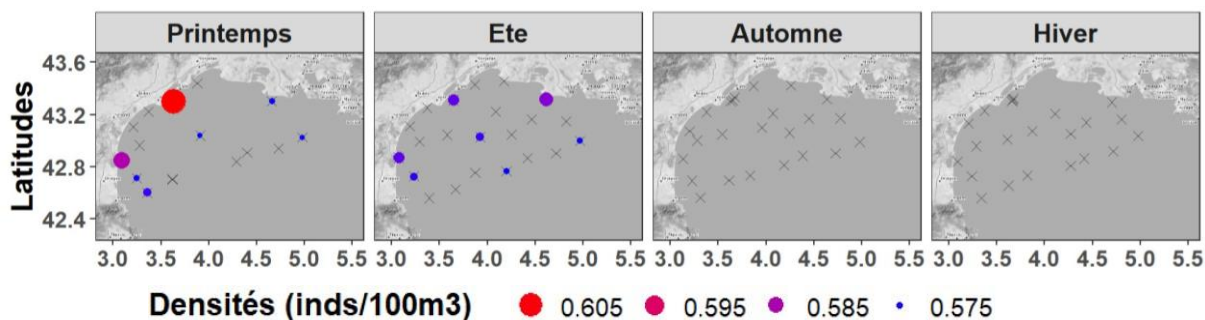 Printemps Ete Automne Hiver
Latitudes
43.6
43.2
42.8
42.4
3.0 3.5 4.0 4.5 5.0 5.5 3.0 3.5 4.0 4.5 5.0 5.5 3.0 3.5 4.0 4.5 5.0 5.5 3.0 3.5 4.0 4.5 5.0 5.5
Densités (inds/100m3) 0.605 0.595 0.585 0.575